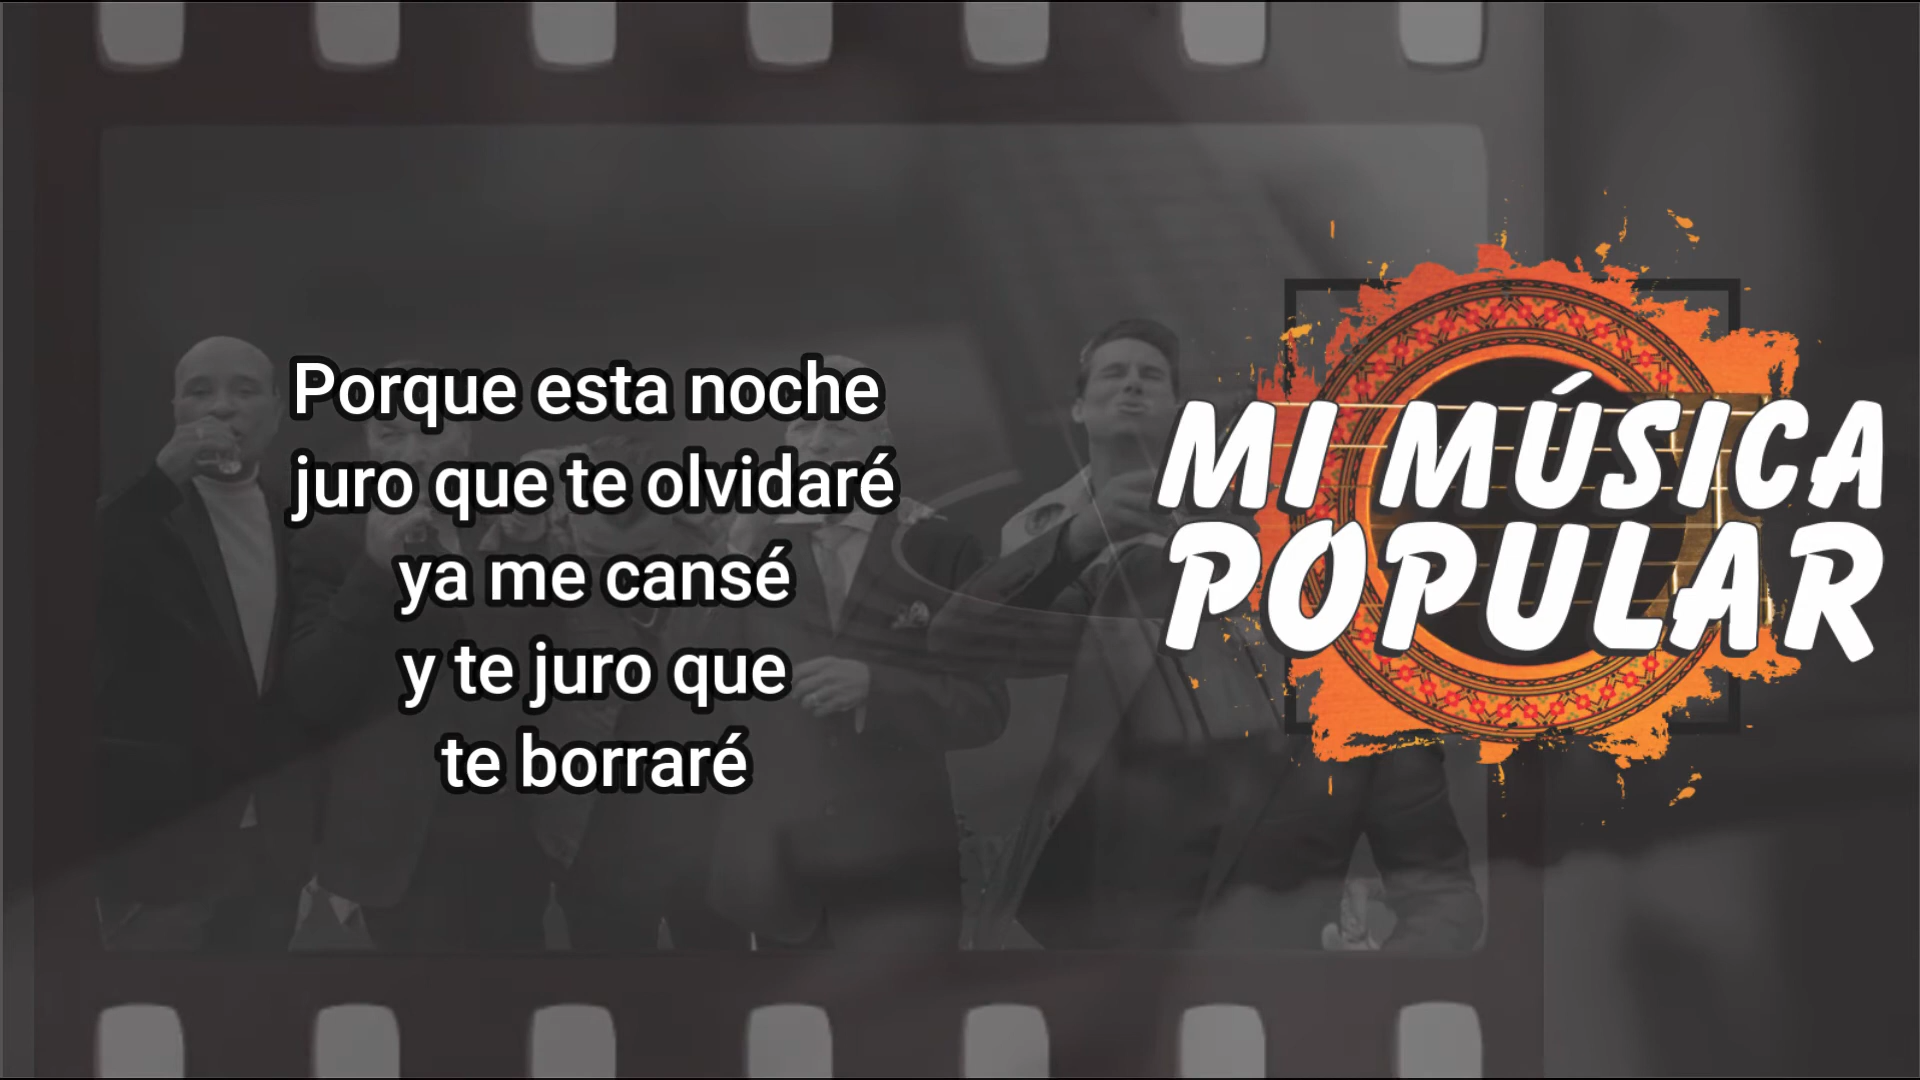 Porque esta noche
juro que te olvidaré
ya me cansé
y te juro que
te borraré
MI MÚSICA
POPULAR